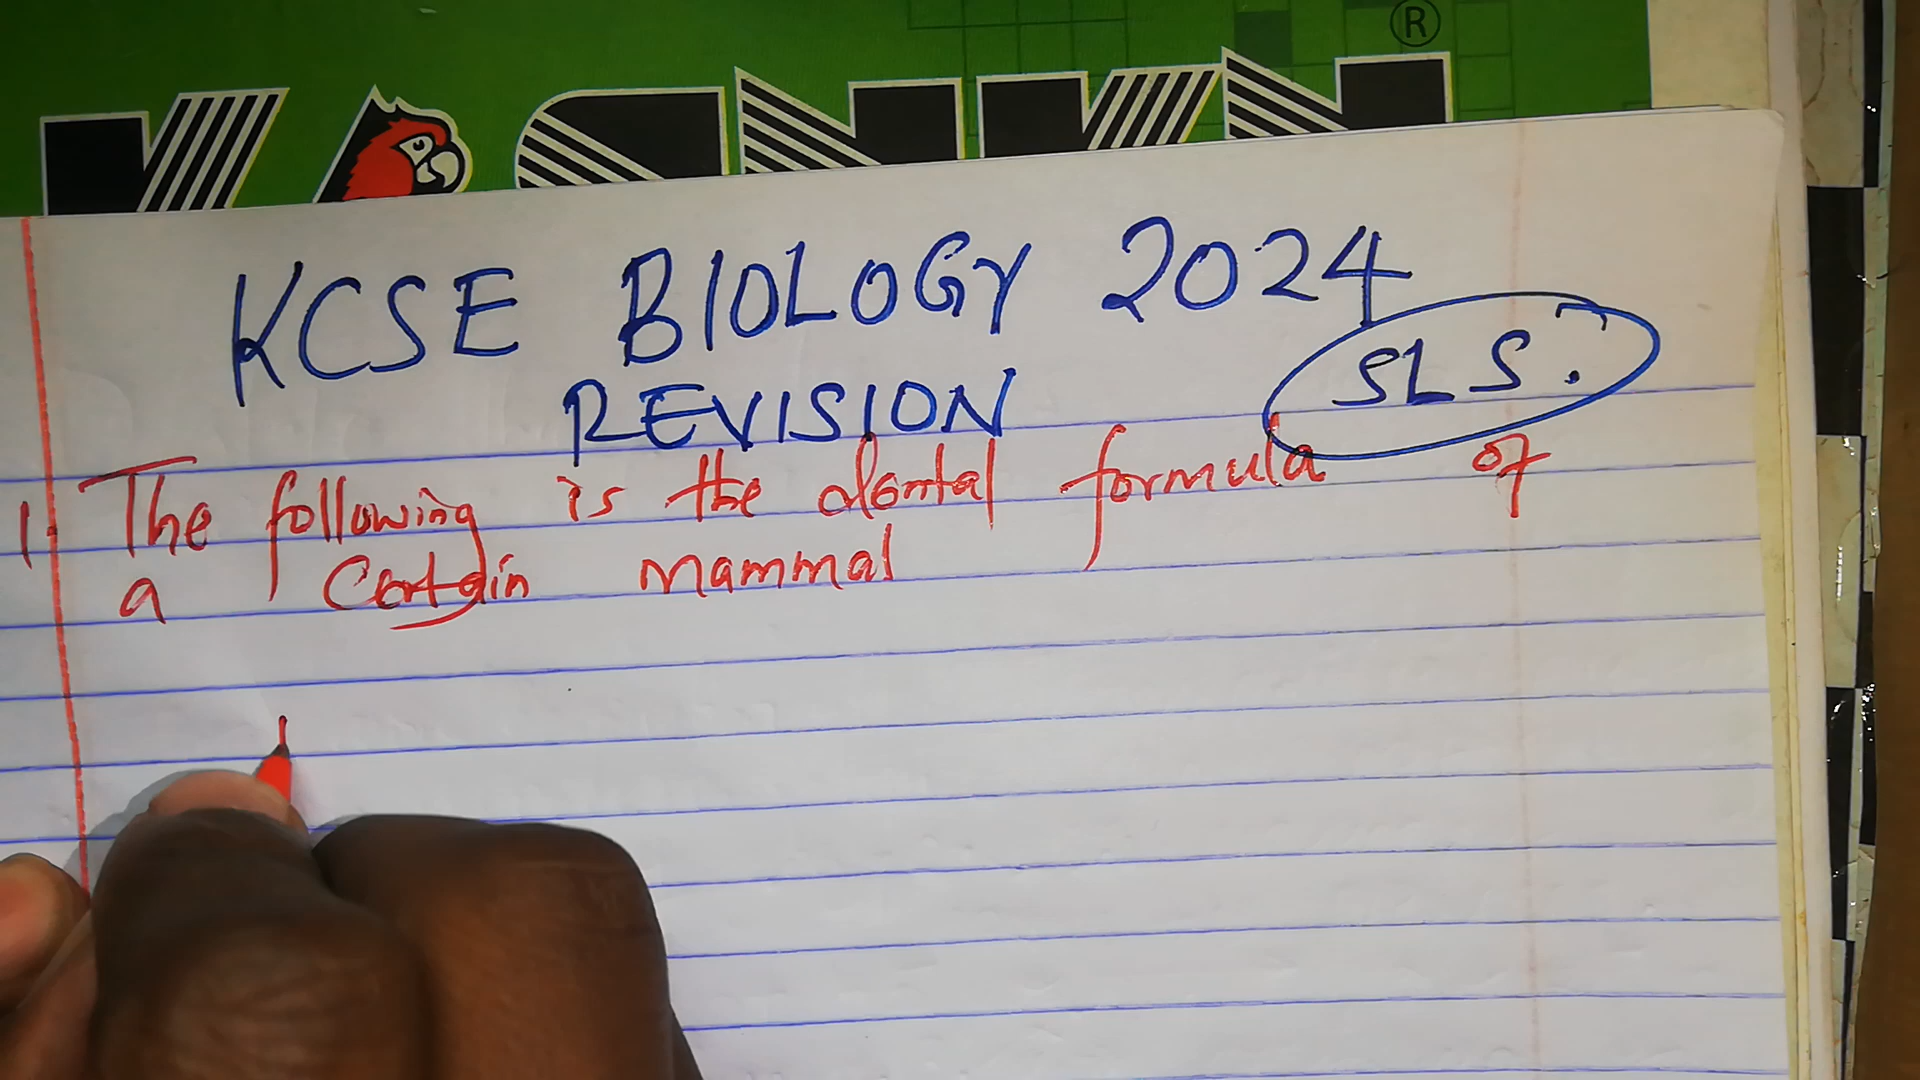 ®
KCSE BIOLOGY 2024
REVISION
SLS.
1. The following is the dental formula of
a certain mammal